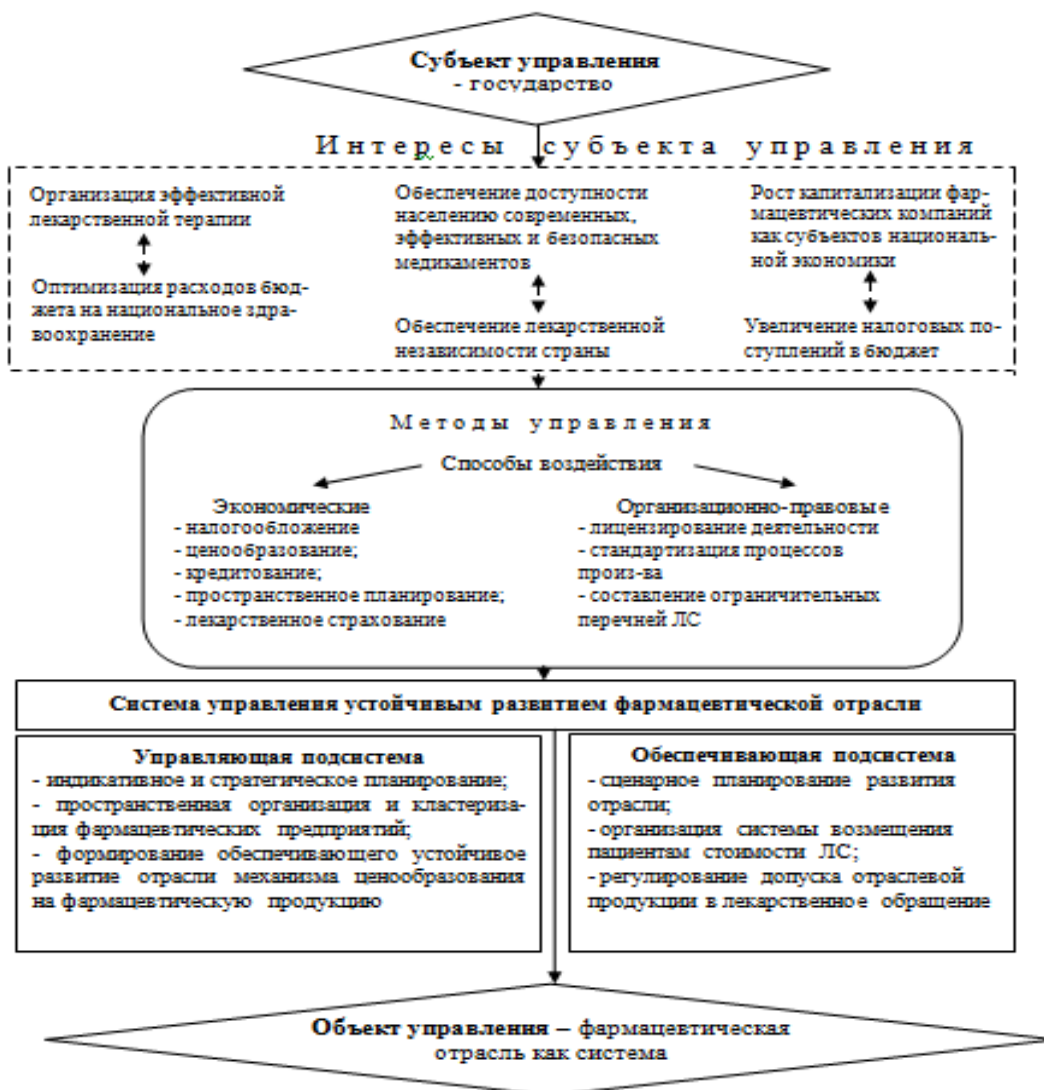 Субъект управления
- государство
Интересы субъекта управления
Организация эффективной
лекарственной терапии
Оптимизация расходов бюд-
жета на национальное здра-
воохранение
Обеспечение доступности
населению современных,
эффективных и безопасных
медикаментов
Обеспечение лекарственной
независимости страны
Рост капитализации фар-
мацевтических компаний
как субъектов националь-
ной экономики
Увеличение налоговых по-
ступлений в бюджет
Методы управления
Способы воздействия
Экономические
- налогообложение
- ценообразование;
- кредитование;
- пространственное планирование;
- лекарственное страхование
Организационно-правовые
- лицензирование деятельности
- стандартизация процессов
произ-ва
- составление ограничительных
перечней ЛС
Система управления устойчивым развитием фармацевтической отрасли
Управляющая подсистема
- индикативное и стратегическое планирование;
- пространственная организация и кластериза-
ция фармацевтических предприятий;
- формирование обеспечивающего устойчивое
развитие отрасли механизма ценообразования
на фармацевтическую продукцию
Обеспечивающая подсистема
- сценарное планирование развития
отрасли;
- организация системы возмещения
пациентам стоимости ЛС;
- регулирование допуска отраслевой
продукции в лекарственное обращение
Объект управления – фармацевтическая
отрасль как система